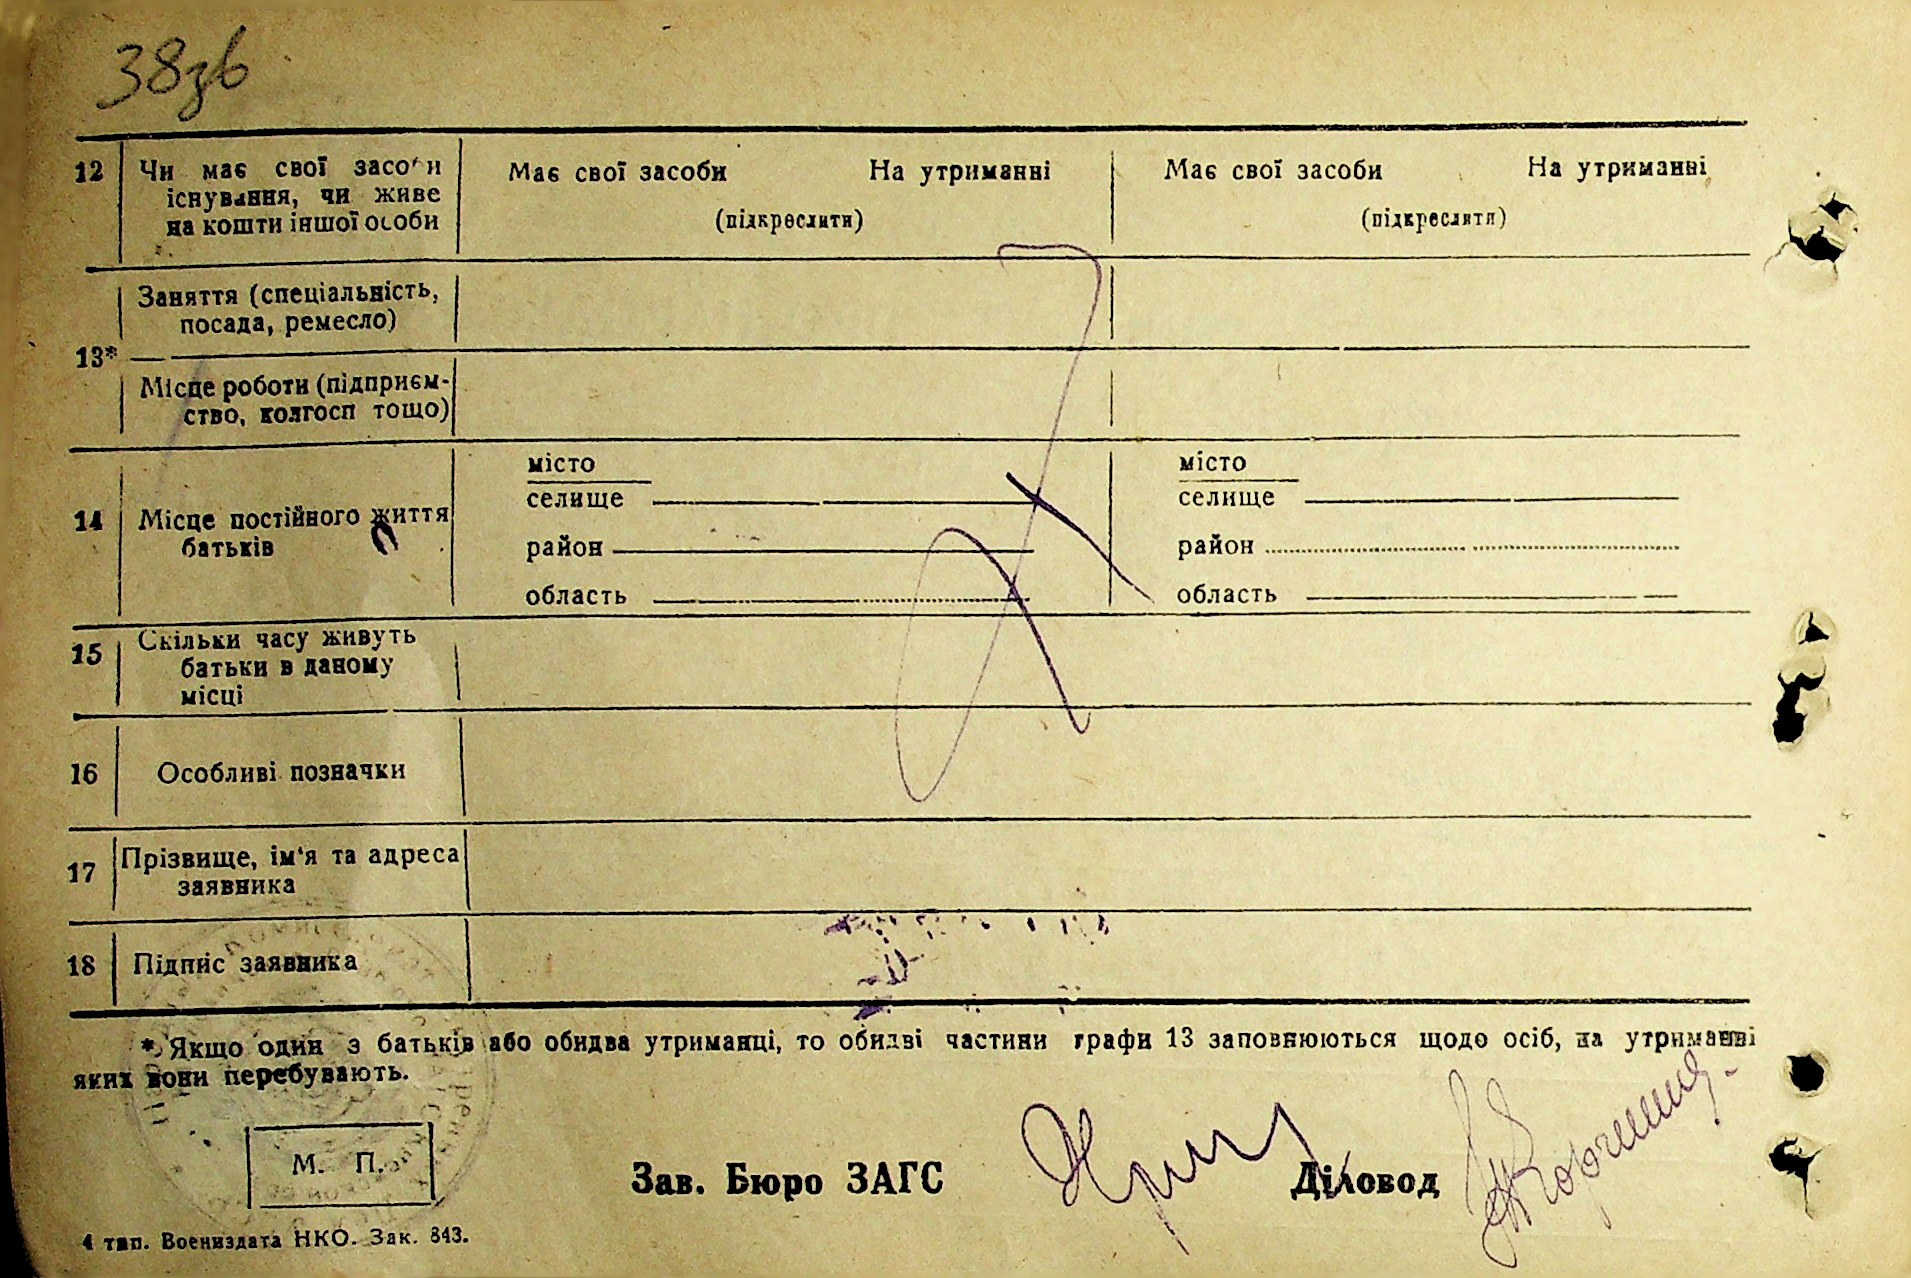 38зв
12 Чи має свої засоби Має свої засоби На утриманні Має свої засоби На утриманні
існування, чи живе (підкреслити) (підкреслити)
на кошти іншої особи
Заняття (спеціальність,
посада, ремесло)
13*
Місце роботи (підприєм-
ство, колгосп тощо)
місто місто
селище селище
14 Місце постійного життя
батьків
район район
область область
Скільки часу живуть
15 батьки в даному
місці
16 Особливі позначки
Прізвище, ім'я та адреса
17 заявника
18 Підпис заявника
* Якщо один з батьків або обидва утриманці, то обидві частини графи 13 заповнюються щодо осіб, на утриманні
яких вони перебувають.
М. П.
Зав. Бюро ЗАГС Діловод
4 тип. Воениздата НКО. Зак. 843.